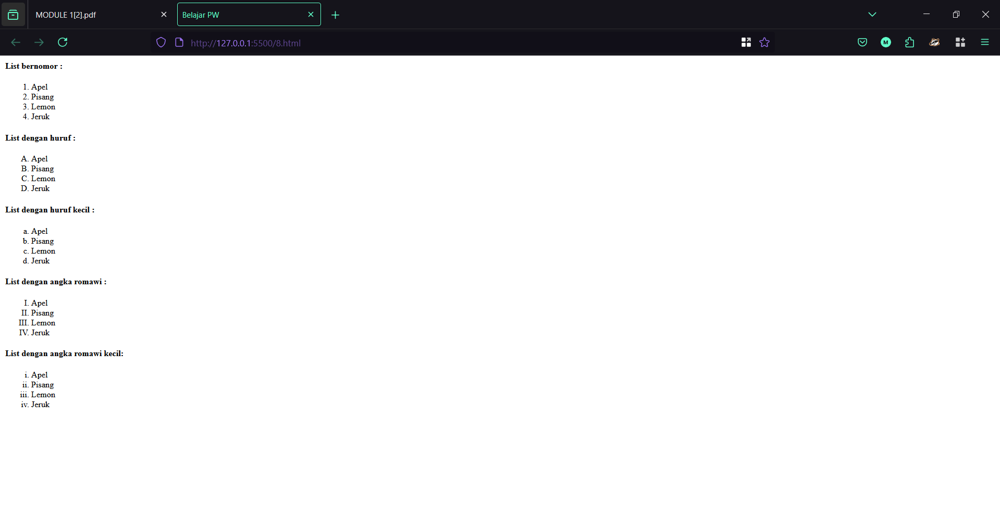 MODULE 1[2].pdf
Belajar PW
http://127.0.0.1:5500/8.html
M
List bernomor :
1. Apel
2. Pisang
3. Lemon
4. Jeruk
List dengan huruf :
A. Apel
B. Pisang
C. Lemon
D. Jeruk
List dengan huruf kecil :
a. Apel
b. Pisang
c. Lemon
d. Jeruk
List dengan angka romawi :
I. Apel
II. Pisang
III. Lemon
IV. Jeruk
List dengan angka romawi kecil:
i. Apel
ii. Pisang
iii. Lemon
iv. Jeruk